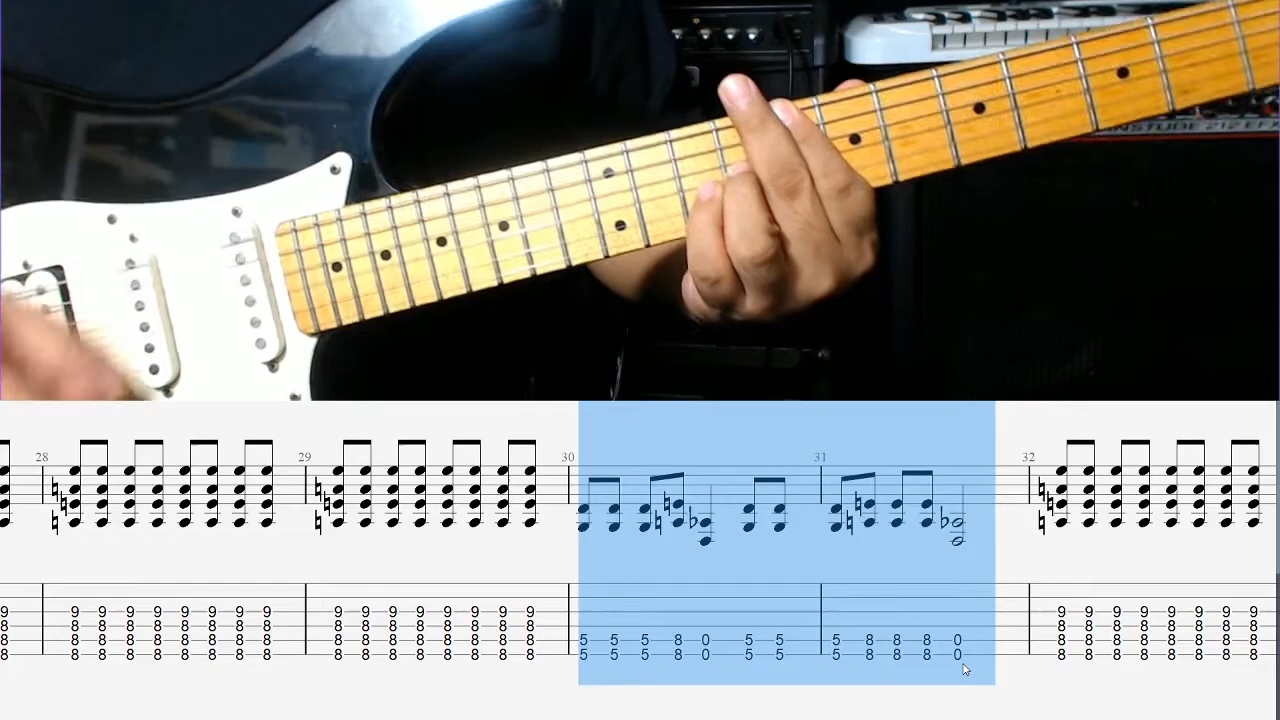 NSTUBE 212 EFX
28 29 30 31 32
9 9 9 9 9 9 9 9 9 9 9 9 9 9 9 9 9 9 9 9 9 9 9 9 9
8 8 8 8 8 8 8 8 8 8 8 8 8 8 8 8 8 8 8 8 8 8 8 8 8
8 8 8 8 8 8 8 8 8 8 8 8 8 8 8 8 8 5 5 5 8 0 5 5 5 8 8 8 0 8 8 8 8 8 8 8 8
8 8 8 8 8 8 8 8 8 8 8 8 8 8 8 8 8 5 5 5 8 0 5 5 5 8 8 8 0 8 8 8 8 8 8 8 8